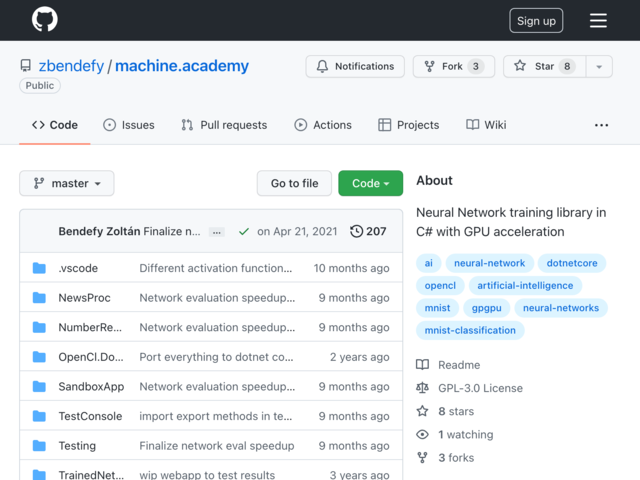 Sign up
zbendefy / machine.academy
Notifications
Fork 3
Star 8
Public
Code
Issues
Pull requests
Actions
Projects
Wiki
master
Go to file
Code
About
Neural Network training library in
C# with GPU acceleration
Bendefy Zoltán Finalize n... ... on Apr 21, 2021 207
.vscode Different activation function... 10 months ago
NewsProc Network evaluation speedup... 9 months ago
NumberRe... Network evaluation speedup... 9 months ago
OpenCl.Do... Port everything to dotnet co... 2 years ago
SandboxApp Network evaluation speedup... 9 months ago
TestConsole import export methods in te... 9 months ago
Testing Finalize network eval speedup 9 months ago
TrainedNet... wip webapp to test results 3 years ago
ai neural-network dotnetcore
opencl artificial-intelligence
mnist gpgpu neural-networks
mnist-classification
Readme
GPL-3.0 License
8 stars
1 watching
3 forks